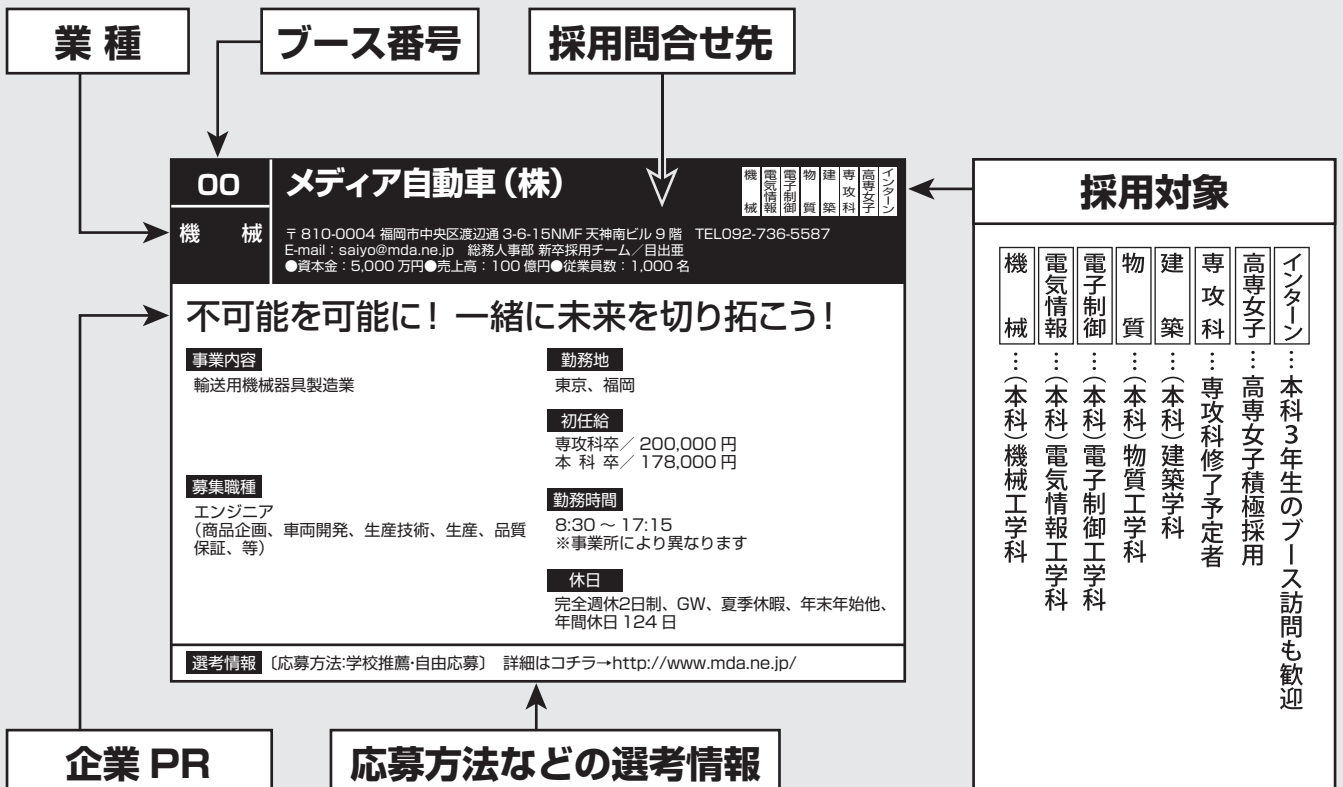 業種
ブース番号
採用問合せ先
00
メディア自動車（株）
機械
電気情報
電子制御
物質
建築
専攻科
高専女子
インターン
機械
〒810-0004 福岡市中央区渡辺通 3-6-15NMF 天神南ビル 9 階 TEL092-736-5587
E-mail：saiyo@mda.ne.jp 総務人事部 新卒採用チーム／目出亜
●資本金：5,000 万円●売上高：100 億円●従業員数：1,000 名
不可能を可能に！一緒に未来を切り拓こう！
事業内容
輸送用機械器具製造業
募集職種
エンジニア
（商品企画、車両開発、生産技術、生産、品質
保証、等）
勤務地
東京、福岡
初任給
専攻科卒／ 200,000 円
本 科 卒／ 178,000 円
勤務時間
8:30 ～ 17:15
※事業所により異なります
休日
完全週休2日制、GW、夏季休暇、年末年始他、
年間休日 124 日
選考情報 〔応募方法:学校推薦・自由応募〕 詳細はコチラ→http://www.mda.ne.jp/
採用対象
インターン…本科3年生のブース訪問も歓迎
高専女子…高専女子積極採用
専攻科…専攻科修了予定者
建築…（本科）建築学科
物質…（本科）物質工学科
電子制御…（本科）電子制御工学科
電気情報…（本科）電気情報工学科
機械…（本科）機械工学科
企業 PR
応募方法などの選考情報